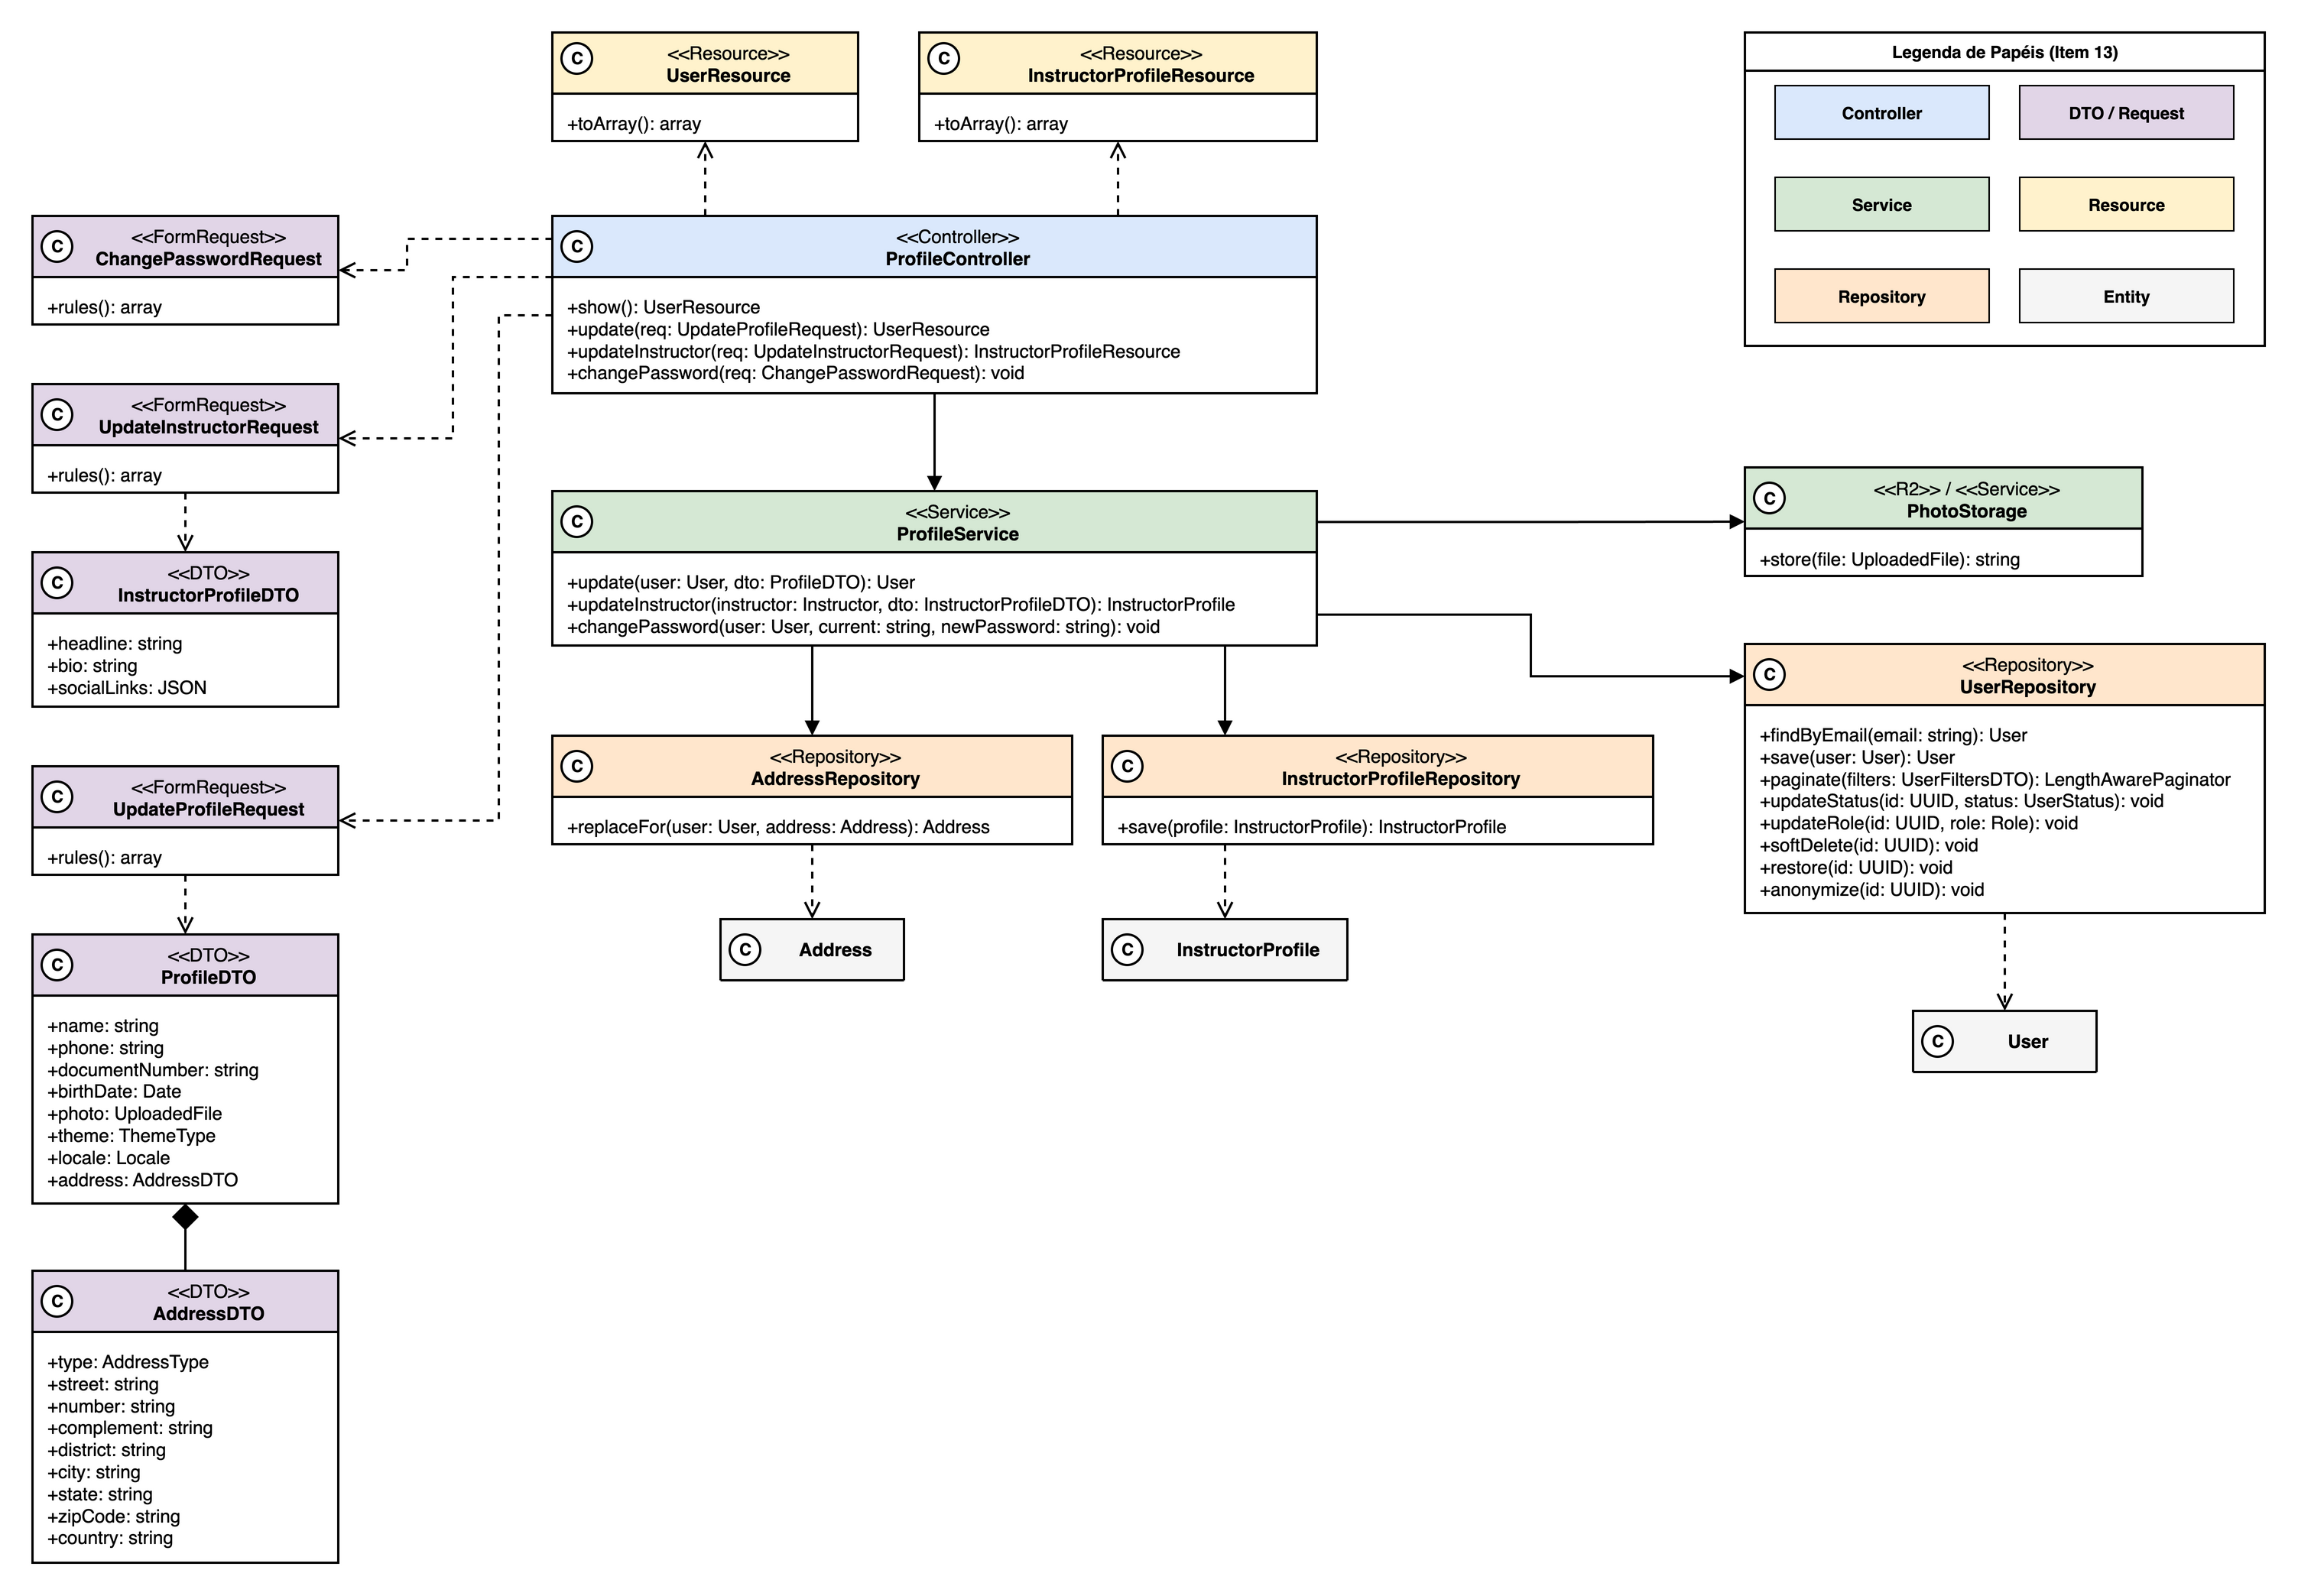 C
<<Resource>>
UserResource
+toArray(): array
C
<<Resource>>
InstructorProfileResource
+toArray(): array
Legenda de Papéis (Item 13)
Controller
DTO / Request
Service
Resource
Repository
Entity
C
<<FormRequest>>
ChangePasswordRequest
+rules(): array
C
<<Controller>>
ProfileController
+show(): UserResource
+update(req: UpdateProfileRequest): UserResource
+updateInstructor(req: UpdateInstructorRequest): InstructorProfileResource
+changePassword(req: ChangePasswordRequest): void
C
<<FormRequest>>
UpdateInstructorRequest
+rules(): array
C
<<Service>>
ProfileService
+update(user: User, dto: ProfileDTO): User
+updateInstructor(instructor: Instructor, dto: InstructorProfileDTO): InstructorProfile
+changePassword(user: User, current: string, newPassword: string): void
C
<<R2>> / <<Service>>
PhotoStorage
+store(file: UploadedFile): string
C
<<DTO>>
InstructorProfileDTO
+headline: string
+bio: string
+socialLinks: JSON
C
<<Repository>>
UserRepository
+findByEmail(email: string): User
+save(user: User): User
+paginate(filters: UserFiltersDTO): LengthAwarePaginator
+updateStatus(id: UUID, status: UserStatus): void
+updateRole(id: UUID, role: Role): void
+softDelete(id: UUID): void
+restore(id: UUID): void
+anonymize(id: UUID): void
C
<<Repository>>
AddressRepository
+replaceFor(user: User, address: Address): Address
C
<<Repository>>
InstructorProfileRepository
+save(profile: InstructorProfile): InstructorProfile
C
<<FormRequest>>
UpdateProfileRequest
+rules(): array
C
Address
C
InstructorProfile
C
User
C
<<DTO>>
ProfileDTO
+name: string
+phone: string
+documentNumber: string
+birthDate: Date
+photo: UploadedFile
+theme: ThemeType
+locale: Locale
+address: AddressDTO
C
<<DTO>>
AddressDTO
+type: AddressType
+street: string
+number: string
+complement: string
+district: string
+city: string
+state: string
+zipCode: string
+country: string